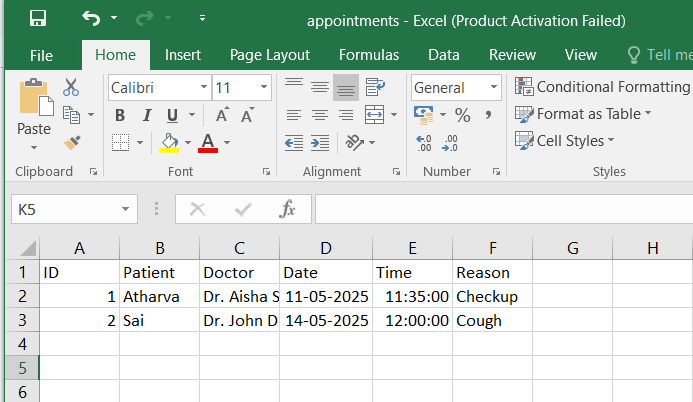 appointments - Excel (Product Activation Failed)
File Home Insert Page Layout Formulas Data Review View Tell me
Calibri 11 General Conditional Formatting
Paste B I U A A % , Format as Table
A Cell Styles
Clipboard Font Alignment Number Styles
K5 fx
A B C D E F G H
1 ID Patient Doctor Date Time Reason
2 1 Atharva Dr. Aisha S 11-05-2025 11:35:00 Checkup
3 2 Sai Dr. John D 14-05-2025 12:00:00 Cough
4
5
6